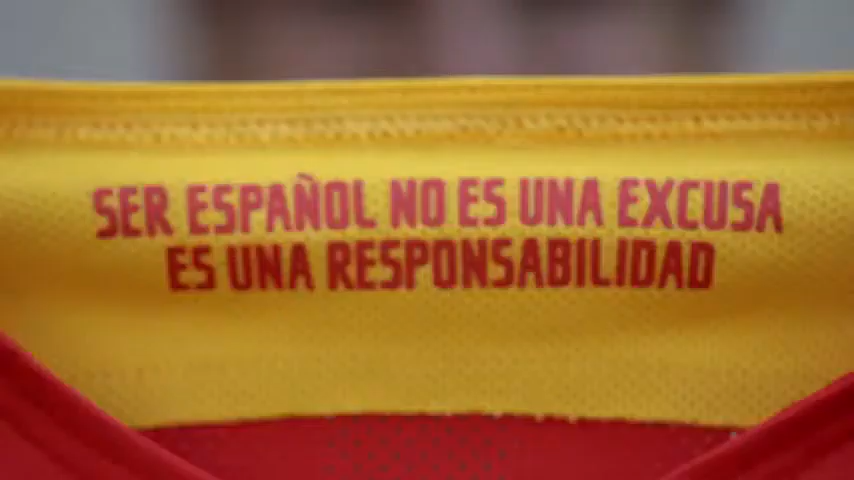 SER ESPAÑOL NO ES UNA EXCUSA
ES UNA RESPONSABILIDAD